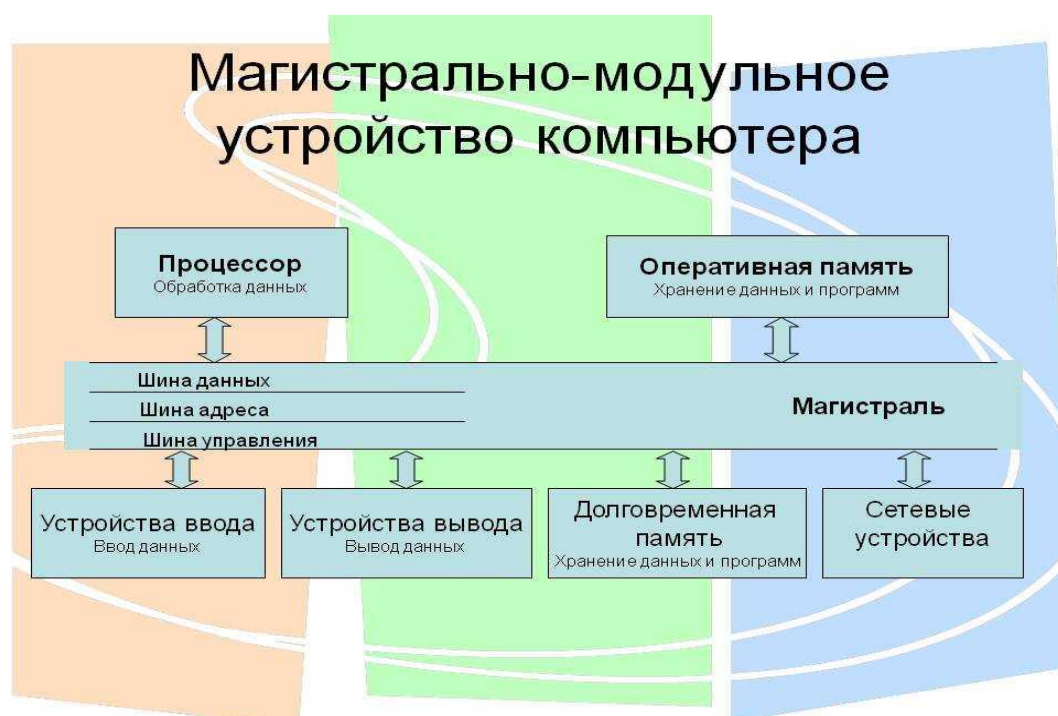 Магистрально-модульное
устройство компьютера
Процессор
Обработка данных
Оперативная память
Хранение данных и программ
Шина данных
Шина адреса
Шина управления
Магистраль
Устройства ввода
Ввод данных
Устройства вывода
Вывод данных
Долговременная
память
Хранение данных и программ
Сетевые
устройства